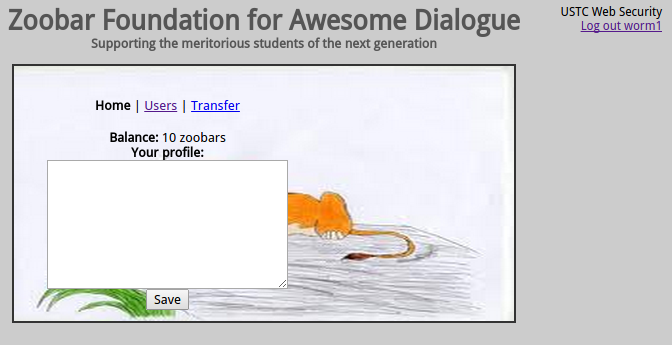 Zoobar Foundation for Awesome Dialogue
Supporting the meritorious students of the next generation
USTC Web Security
Log out worm1
Home | Users | Transfer
Balance: 10 zoobars
Your profile:
Save